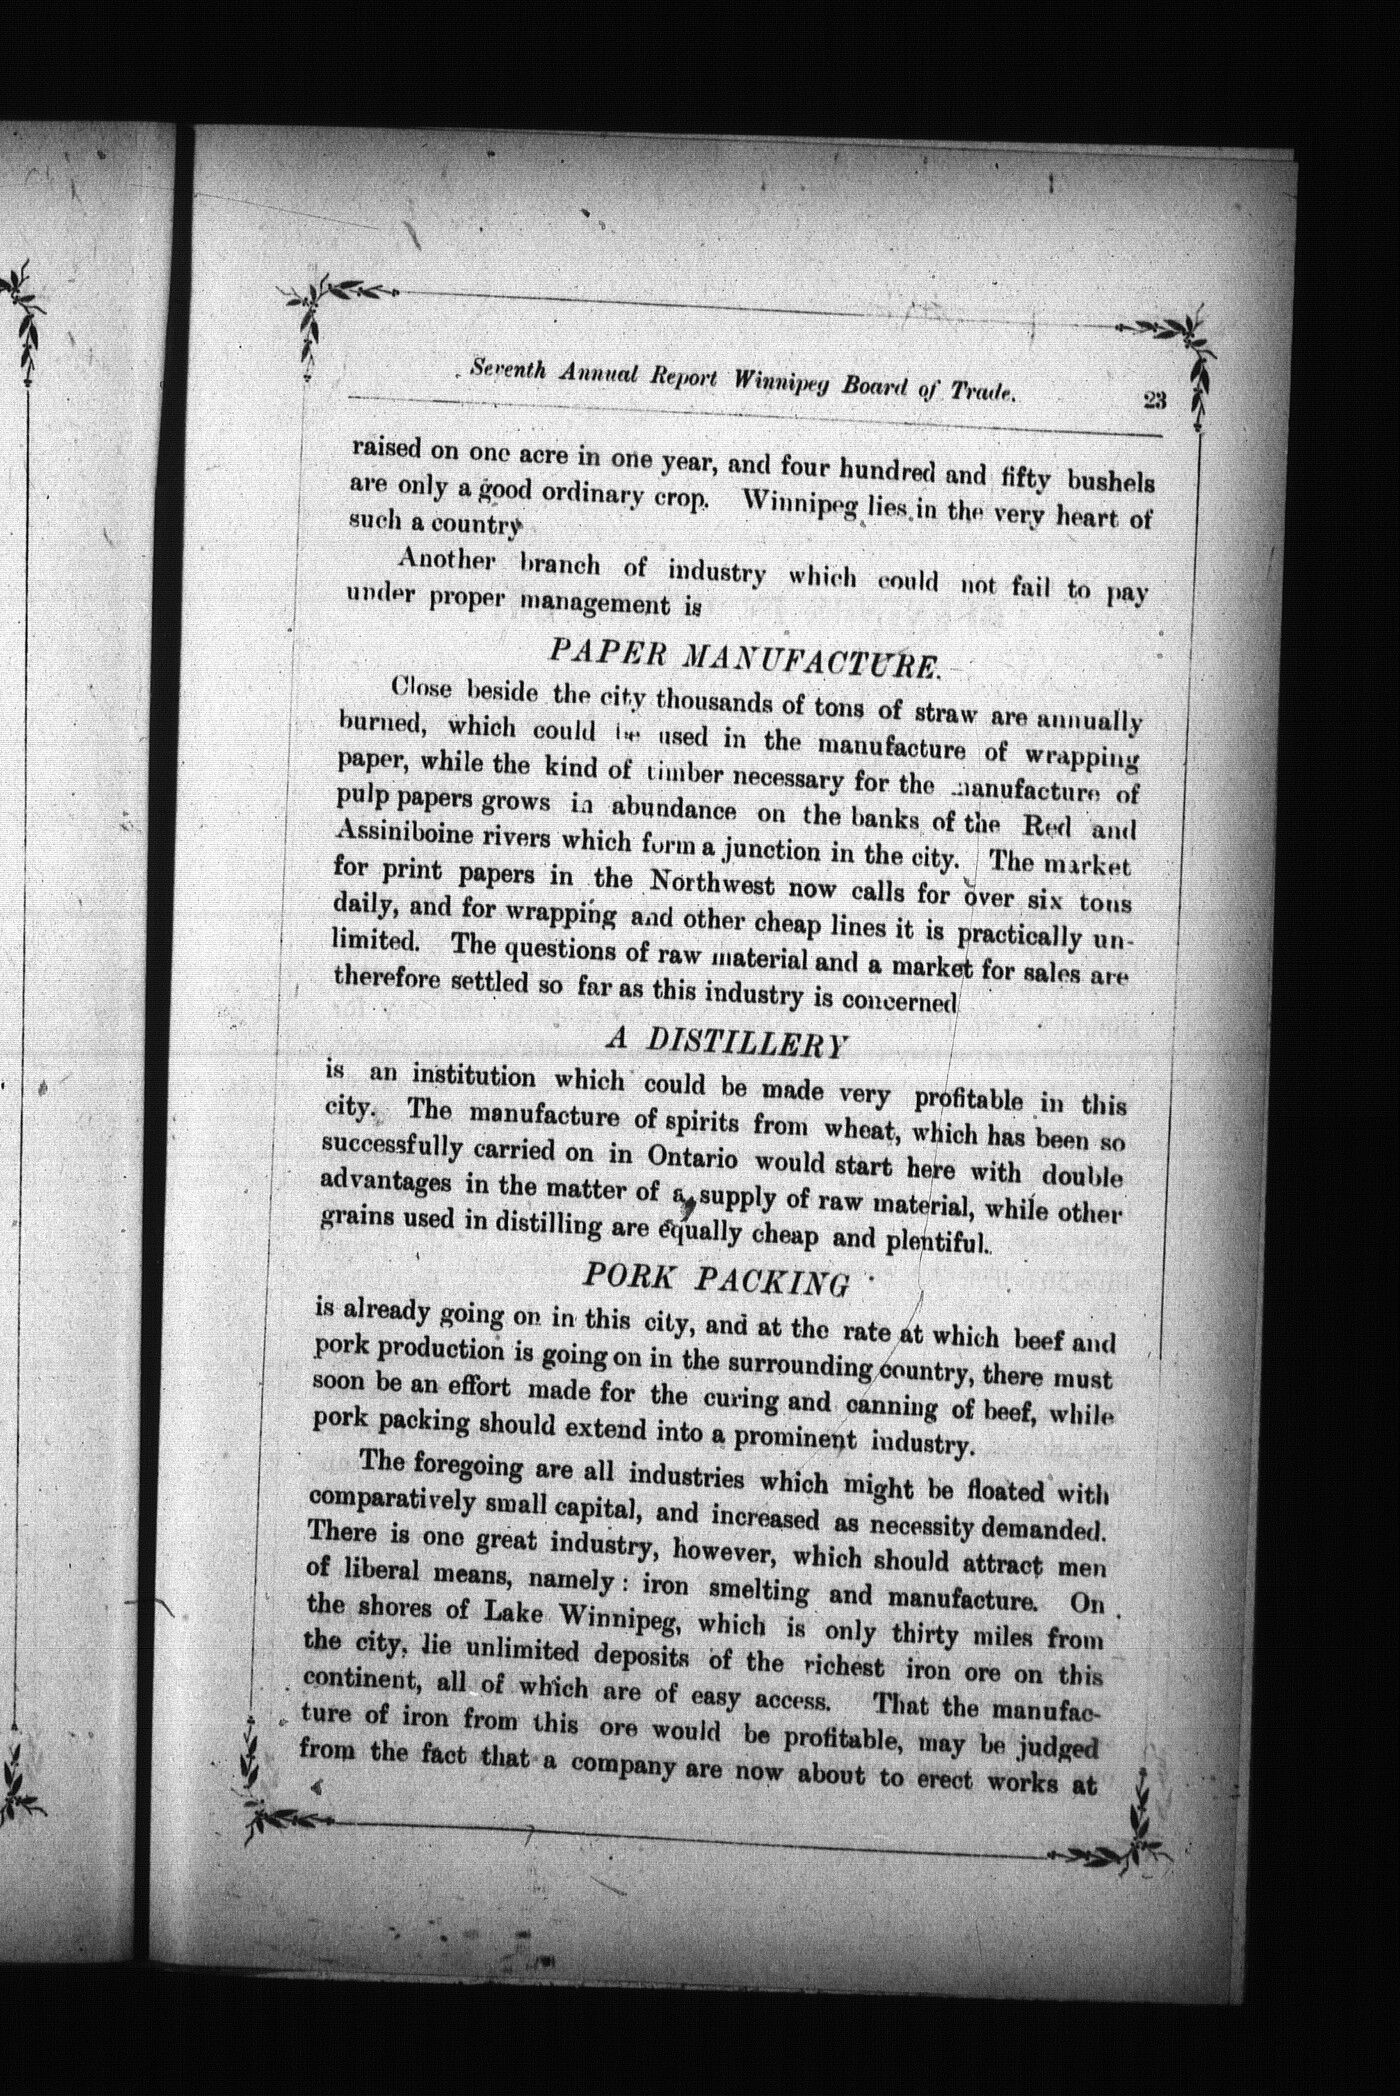 Seventh Annual Report Winnipeg Board of Trade. 23
raised on one acre in one year, and four hundred and fifty bushels
are only a good ordinary crop. Winnipeg lies in the very heart of
such a country
Another branch of industry which could not fail to pay
under proper management is
PAPER MANUFACTURE.
Close beside the city thousands of tons of straw are annually
burned, which could be used in the manufacture of wrapping
paper, while the kind of timber necessary for the manufacture of
pulp papers grows in abundance on the banks of the Red and
Assiniboine rivers which form a junction in the city. The market
for print papers in the Northwest now calls for over six tons
daily, and for wrapping and other cheap lines it is practically un-
limited. The questions of raw material and a market for sales are
therefore settled so far as this industry is concerned
A DISTILLERY
is an institution which could be made very profitable in this
city. The manufacture of spirits from wheat, which has been so
successfully carried on in Ontario would start here with double
advantages in the matter of a supply of raw material, while other
grains used in distilling are equally cheap and plentiful.
PORK PACKING
is already going on in this city, and at the rate at which beef and
pork production is going on in the surrounding country, there must
soon be an effort made for the curing and canning of beef, while
pork packing should extend into a prominent industry.
The foregoing are all industries which might be floated with
comparatively small capital, and increased as necessity demanded.
There is one great industry, however, which should attract men
of liberal means, namely: iron smelting and manufacture. On
the shores of Lake Winnipeg, which is only thirty miles from
the city, lie unlimited deposits of the richest iron ore on this
continent, all of which are of easy access. That the manufac-
ture of iron from this ore would be profitable, may be judged
from the fact that a company are now about to erect works at